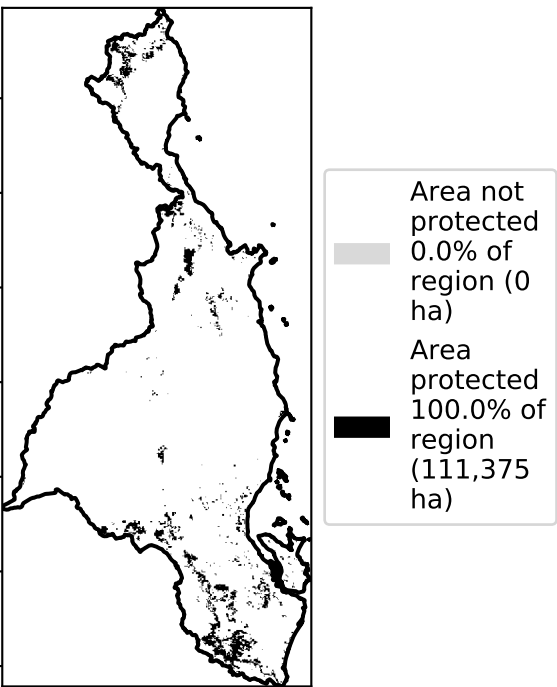 Area not
protected
0.0% of
region (0
ha)
Area
protected
100.0% of
region
(111,375
ha)